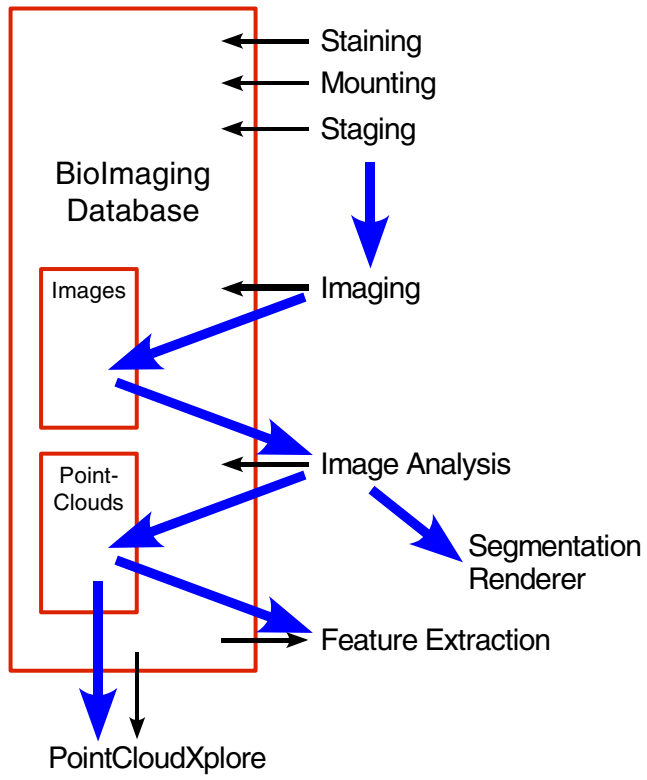 Staining
Mounting
Staging
BioImaging
Database
Images
Imaging
Image Analysis
Point-
Clouds
Segmentation
Renderer
Feature Extraction
PointCloudXplore